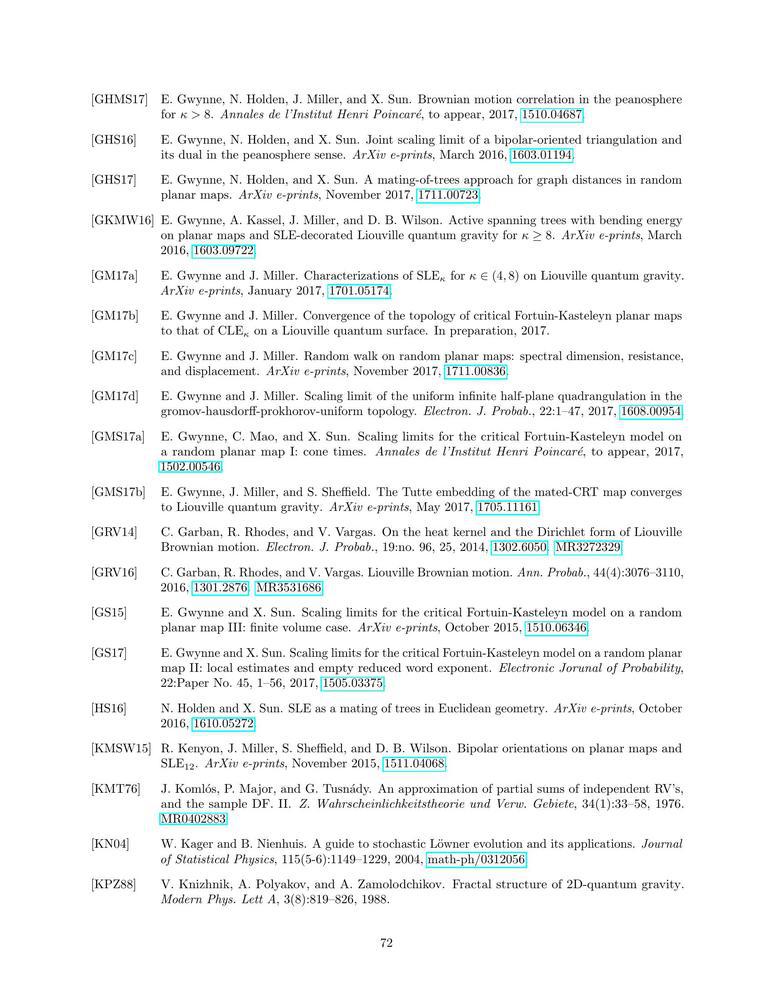 [GHMS17] E. Gwynne, N. Holden, J. Miller, and X. Sun. Brownian motion correlation in the peanosphere
for κ > 8. Annales de l'Institut Henri Poincaré, to appear, 2017, 1510.04687.
[GHS16] E. Gwynne, N. Holden, and X. Sun. Joint scaling limit of a bipolar-oriented triangulation and
its dual in the peanosphere sense. ArXiv e-prints, March 2016, 1603.01194.
[GHS17] E. Gwynne, N. Holden, and X. Sun. A mating-of-trees approach for graph distances in random
planar maps. ArXiv e-prints, November 2017, 1711.00723.
[GKMW16] E. Gwynne, A. Kassel, J. Miller, and D. B. Wilson. Active spanning trees with bending energy
on planar maps and SLE-decorated Liouville quantum gravity for κ ≥ 8. ArXiv e-prints, March
2016, 1603.09722.
[GM17a] E. Gwynne and J. Miller. Characterizations of SLEκ for κ ∈ (4, 8) on Liouville quantum gravity.
ArXiv e-prints, January 2017, 1701.05174.
[GM17b] E. Gwynne and J. Miller. Convergence of the topology of critical Fortuin-Kasteleyn planar maps
to that of CLEκ on a Liouville quantum surface. In preparation, 2017.
[GM17c] E. Gwynne and J. Miller. Random walk on random planar maps: spectral dimension, resistance,
and displacement. ArXiv e-prints, November 2017, 1711.00836.
[GM17d] E. Gwynne and J. Miller. Scaling limit of the uniform infinite half-plane quadrangulation in the
gromov-hausdorff-prokhorov-uniform topology. Electron. J. Probab., 22:1–47, 2017, 1608.00954.
[GMS17a] E. Gwynne, C. Mao, and X. Sun. Scaling limits for the critical Fortuin-Kasteleyn model on
a random planar map I: cone times. Annales de l'Institut Henri Poincaré, to appear, 2017,
1502.00546.
[GMS17b] E. Gwynne, J. Miller, and S. Sheffield. The Tutte embedding of the mated-CRT map converges
to Liouville quantum gravity. ArXiv e-prints, May 2017, 1705.11161.
[GRV14] C. Garban, R. Rhodes, and V. Vargas. On the heat kernel and the Dirichlet form of Liouville
Brownian motion. Electron. J. Probab., 19:no. 96, 25, 2014, 1302.6050. MR3272329
[GRV16] C. Garban, R. Rhodes, and V. Vargas. Liouville Brownian motion. Ann. Probab., 44(4):3076–3110,
2016, 1301.2876. MR3531686
[GS15] E. Gwynne and X. Sun. Scaling limits for the critical Fortuin-Kasteleyn model on a random
planar map III: finite volume case. ArXiv e-prints, October 2015, 1510.06346.
[GS17] E. Gwynne and X. Sun. Scaling limits for the critical Fortuin-Kasteleyn model on a random planar
map II: local estimates and empty reduced word exponent. Electronic Jorunal of Probability,
22:Paper No. 45, 1–56, 2017, 1505.03375.
[HS16] N. Holden and X. Sun. SLE as a mating of trees in Euclidean geometry. ArXiv e-prints, October
2016, 1610.05272.
[KMSW15] R. Kenyon, J. Miller, S. Sheffield, and D. B. Wilson. Bipolar orientations on planar maps and
SLE₁₂. ArXiv e-prints, November 2015, 1511.04068.
[KMT76] J. Komlós, P. Major, and G. Tusnády. An approximation of partial sums of independent RV's,
and the sample DF. II. Z. Wahrscheinlichkeitstheorie und Verw. Gebiete, 34(1):33–58, 1976.
MR0402883
[KN04] W. Kager and B. Nienhuis. A guide to stochastic Löwner evolution and its applications. Journal
of Statistical Physics, 115(5-6):1149–1229, 2004, math-ph/0312056.
[KPZ88] V. Knizhnik, A. Polyakov, and A. Zamolodchikov. Fractal structure of 2D-quantum gravity.
Modern Phys. Lett A, 3(8):819–826, 1988.
72